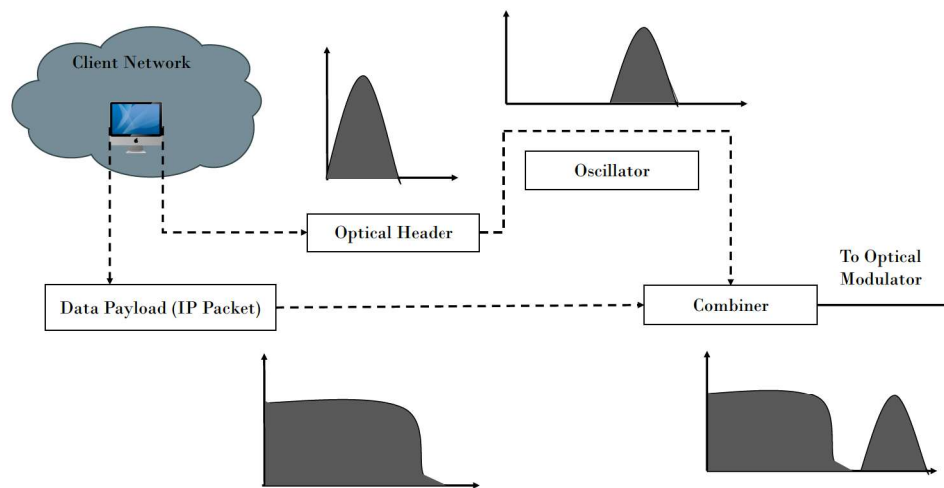 Client Network
Oscillator
Optical Header
To Optical
Modulator
Data Payload (IP Packet)
Combiner